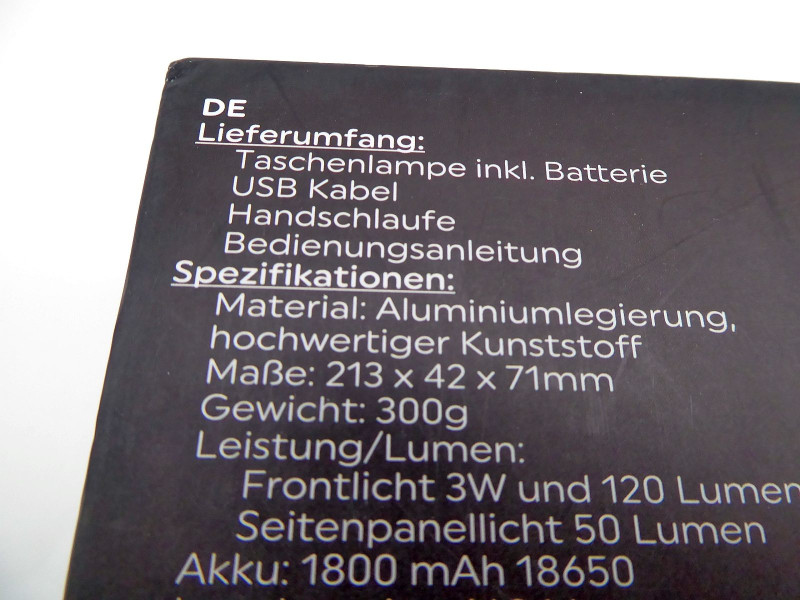 DE
Lieferumfang:
Taschenlampe inkl. Batterie
USB Kabel
Handschlaufe
Bedienungsanleitung
Spezifikationen:
Material: Aluminiumlegierung,
hochwertiger Kunststoff
Maße: 213 x 42 x 71mm
Gewicht: 300g
Leistung/Lumen:
Frontlicht 3W und 120 Lumen
Seitenpanellicht 50 Lumen
Akku: 1800 mAh 18650